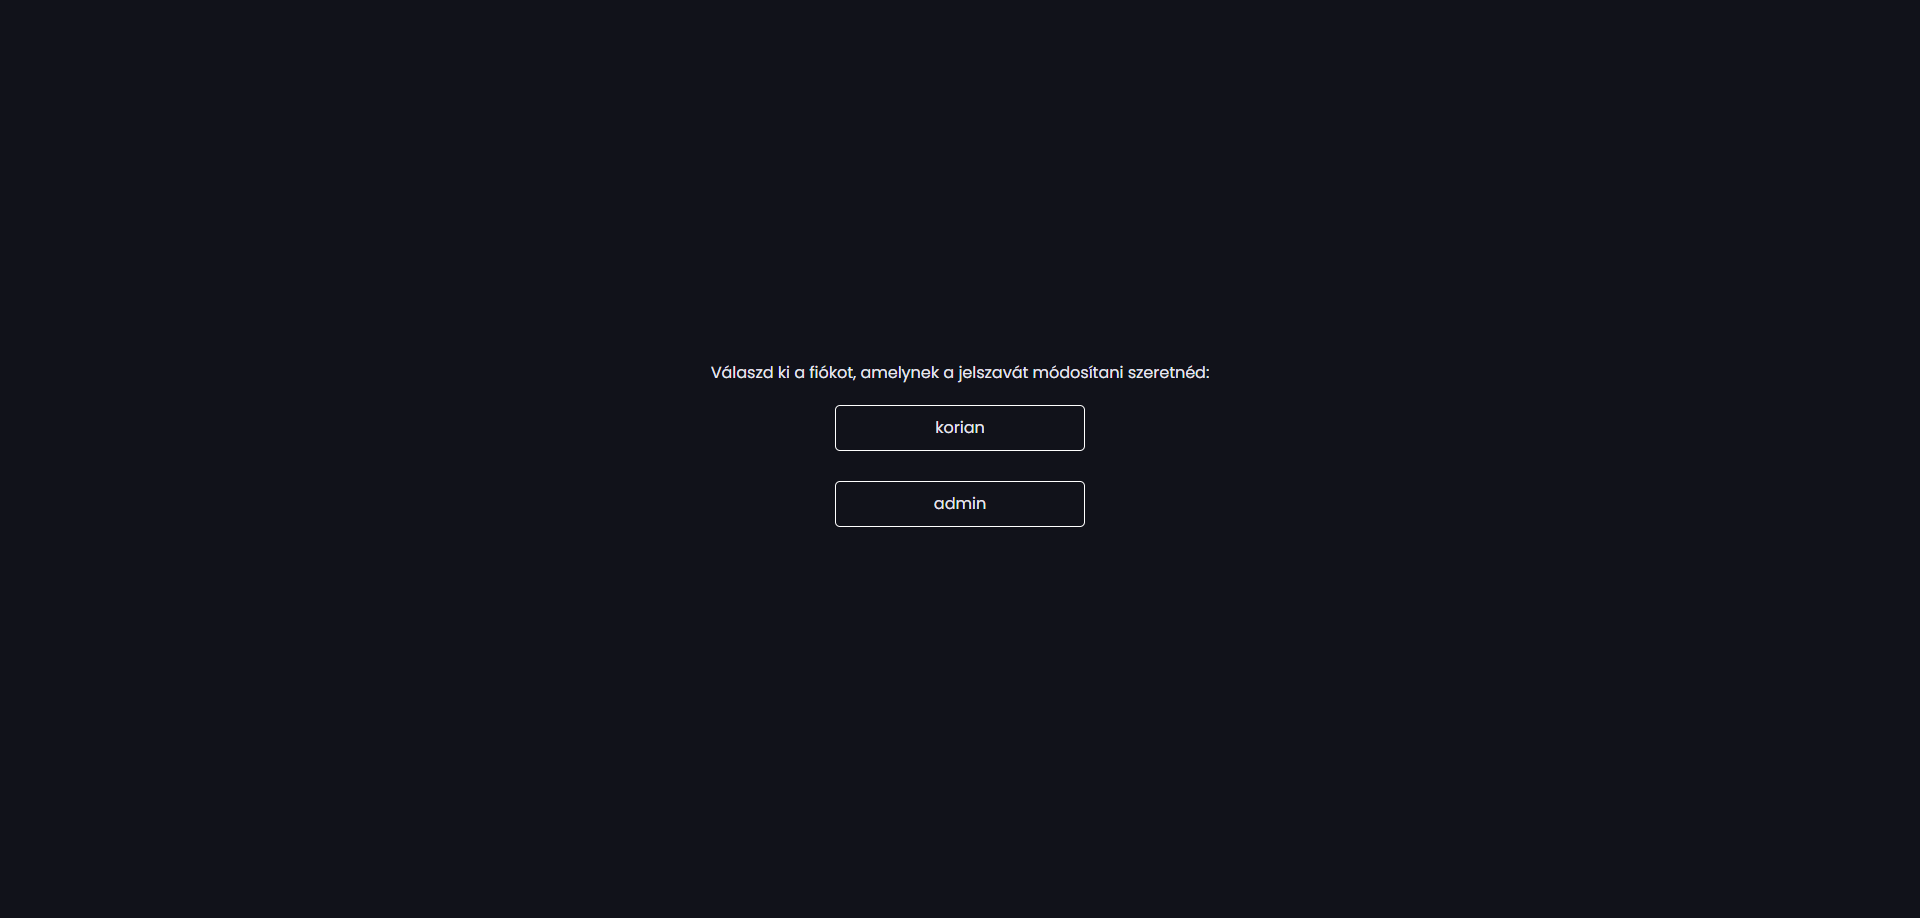 Válaszd ki a fiókot, amelynek a jelszavát módosítani szeretnéd:
korian
admin